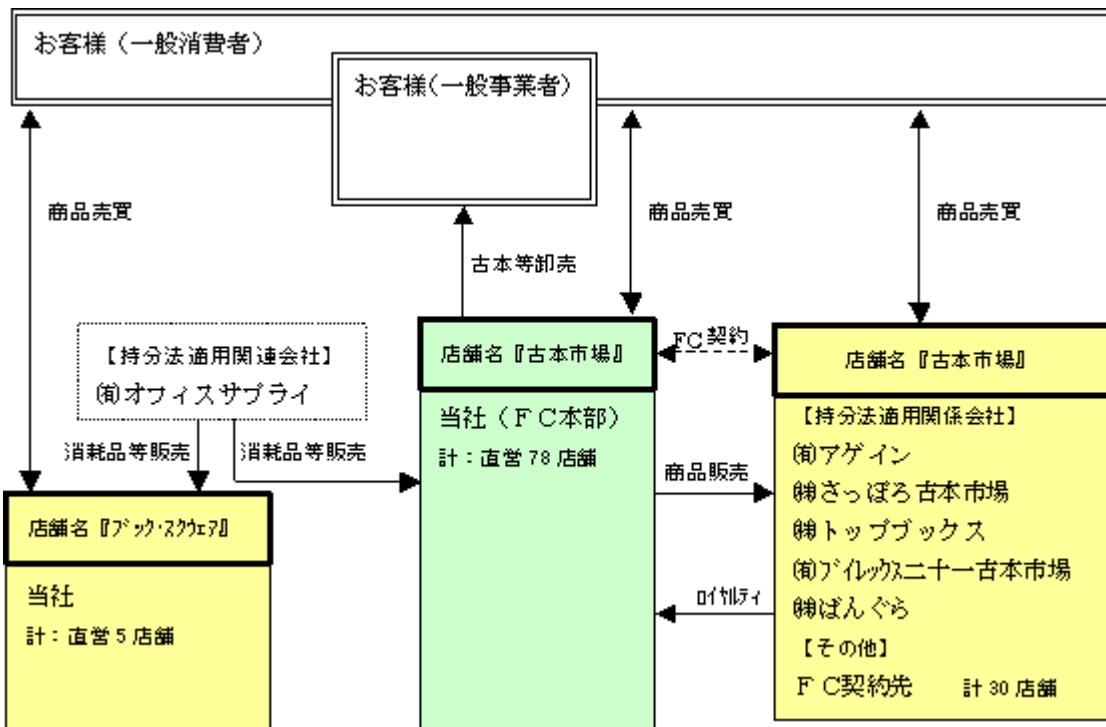 お客様（一般消費者）
お客様(一般事業者)
商品売買
商品売買
商品売買
古本等卸売
【持分法適用関連会社】
㈲オフィスサプライ
消耗品等販売
消耗品等販売
店舗名『古本市場』
当社（ＦＣ本部）
計：直営78店舗
FC契約
商品販売
ﾛｲﾔﾙﾃｨ
店舗名『古本市場』
【持分法適用関係会社】
㈲アゲイン
㈱さっぽろ古本市場
㈱トップブックス
㈲ﾌﾞｲﾚｯｸｽ二十一古本市場
㈱ぱんぐら
【その他】
ＦＣ契約先　計30店舗
店舗名『ﾌﾞｯｸ･ｽｸｳｪｱ』
当社
計：直営5店舗